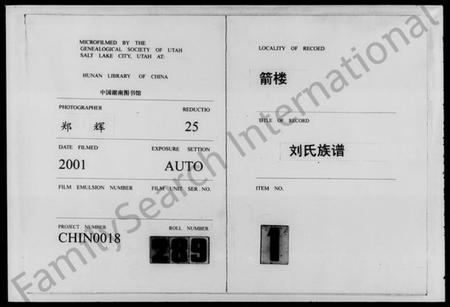 MICROFILMED BY THE
GENEALOGICAL SOCIETY OF UTAH
SALT LAKE CITY, UTAH AT:
HUNAN LIBRARY OF CHINA
中国湖南图书馆
PHOTOGRAPHER
REDUCTIO
郑 辉
25
DATE FILMED
EXPOSURE SETTION
2001
AUTO
FILM EMULSION NUMBER
FILM UNIT SER. NO.
PROJECT NUMBER
ROLL NUMBER
CHIN0018
289
LOCALITY OF RECORD
箭楼
TITLE OF RECORD
刘氏族谱
ITEM NO.
1
FamilySearch International